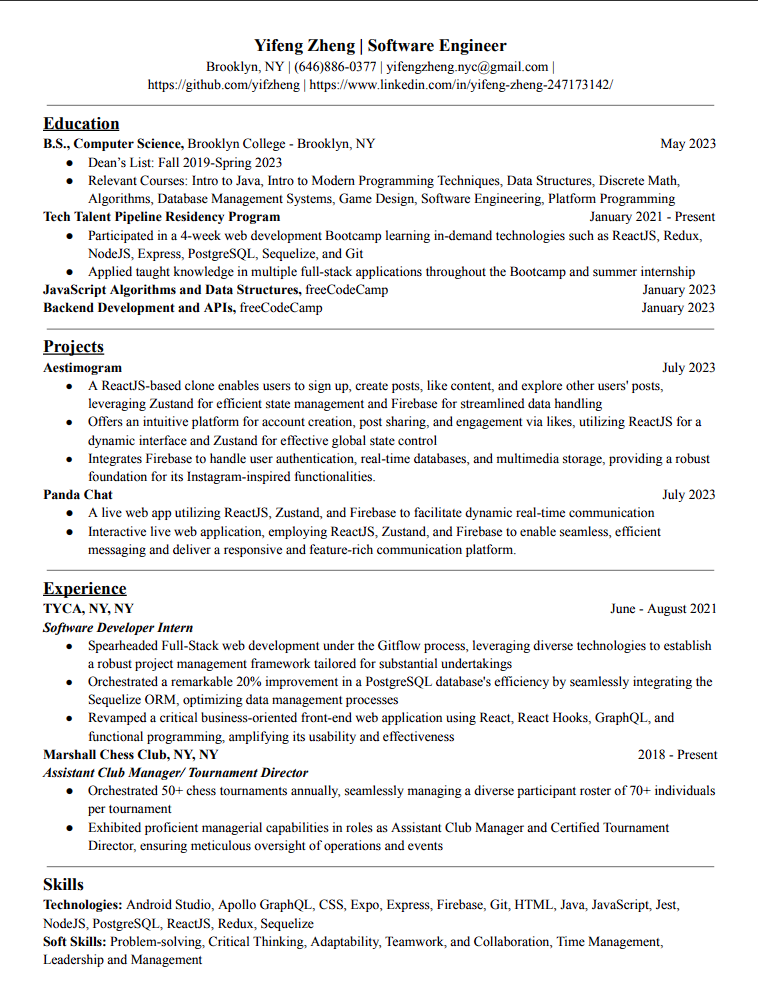 Yifeng Zheng | Software Engineer
Brooklyn, NY | (646)886-0377 | yifengzheng.nyc@gmail.com |
https://github.com/yifzheng | https://www.linkedin.com/in/yifeng-zheng-247173142/
Education
B.S., Computer Science, Brooklyn College - Brooklyn, NY May 2023
● Dean's List: Fall 2019-Spring 2023
● Relevant Courses: Intro to Java, Intro to Modern Programming Techniques, Data Structures, Discrete Math,
Algorithms, Database Management Systems, Game Design, Software Engineering, Platform Programming
Tech Talent Pipeline Residency Program January 2021 - Present
● Participated in a 4-week web development Bootcamp learning in-demand technologies such as ReactJS, Redux,
NodeJS, Express, PostgreSQL, Sequelize, and Git
● Applied taught knowledge in multiple full-stack applications throughout the Bootcamp and summer internship
JavaScript Algorithms and Data Structures, freeCodeCamp January 2023
Backend Development and APIs, freeCodeCamp January 2023
Projects
Aestimogram July 2023
● A ReactJS-based clone enables users to sign up, create posts, like content, and explore other users' posts,
leveraging Zustand for efficient state management and Firebase for streamlined data handling
● Offers an intuitive platform for account creation, post sharing, and engagement via likes, utilizing ReactJS for a
dynamic interface and Zustand for effective global state control
● Integrates Firebase to handle user authentication, real-time databases, and multimedia storage, providing a robust
foundation for its Instagram-inspired functionalities.
Panda Chat July 2023
● A live web app utilizing ReactJS, Zustand, and Firebase to facilitate dynamic real-time communication
● Interactive live web application, employing ReactJS, Zustand, and Firebase to enable seamless, efficient
messaging and deliver a responsive and feature-rich communication platform.
Experience
TYCA, NY, NY June - August 2021
Software Developer Intern
● Spearheaded Full-Stack web development under the Gitflow process, leveraging diverse technologies to establish
a robust project management framework tailored for substantial undertakings
● Orchestrated a remarkable 20% improvement in a PostgreSQL database's efficiency by seamlessly integrating the
Sequelize ORM, optimizing data management processes
● Revamped a critical business-oriented front-end web application using React, React Hooks, GraphQL, and
functional programming, amplifying its usability and effectiveness
Marshall Chess Club, NY, NY 2018 - Present
Assistant Club Manager/ Tournament Director
● Orchestrated 50+ chess tournaments annually, seamlessly managing a diverse participant roster of 70+ individuals
per tournament
● Exhibited proficient managerial capabilities in roles as Assistant Club Manager and Certified Tournament
Director, ensuring meticulous oversight of operations and events
Skills
Technologies: Android Studio, Apollo GraphQL, CSS, Expo, Express, Firebase, Git, HTML, Java, JavaScript, Jest,
NodeJS, PostgreSQL, ReactJS, Redux, Sequelize
Soft Skills: Problem-solving, Critical Thinking, Adaptability, Teamwork, and Collaboration, Time Management,
Leadership and Management